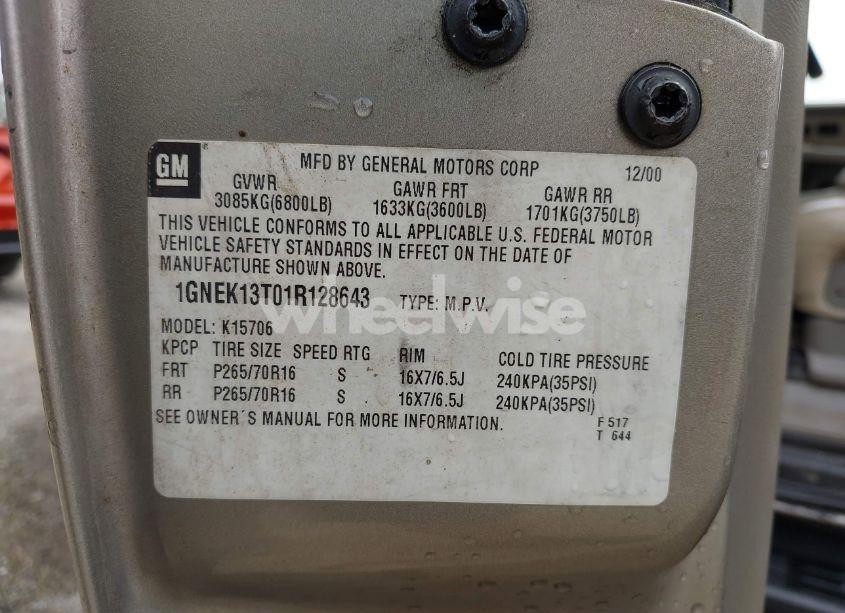 GM
MFD BY GENERAL MOTORS CORP 12/00
GVWR GAWR FRT GAWR RR
3085KG(6800LB) 1633KG(3600LB) 1701KG(3750LB)
THIS VEHICLE CONFORMS TO ALL APPLICABLE U.S. FEDERAL MOTOR
VEHICLE SAFETY STANDARDS IN EFFECT ON THE DATE OF
MANUFACTURE SHOWN ABOVE.
1GNEK13T01R128643 TYPE: M.P.V.
wheelwise
MODEL: K15706
KPCP TIRE SIZE SPEED RTG RIM COLD TIRE PRESSURE
FRT P265/70R16 S 16X7/6.5J 240KPA(35PSI)
RR P265/70R16 S 16X7/6.5J 240KPA(35PSI)
SEE OWNER´S MANUAL FOR MORE INFORMATION.
F 517
T 644